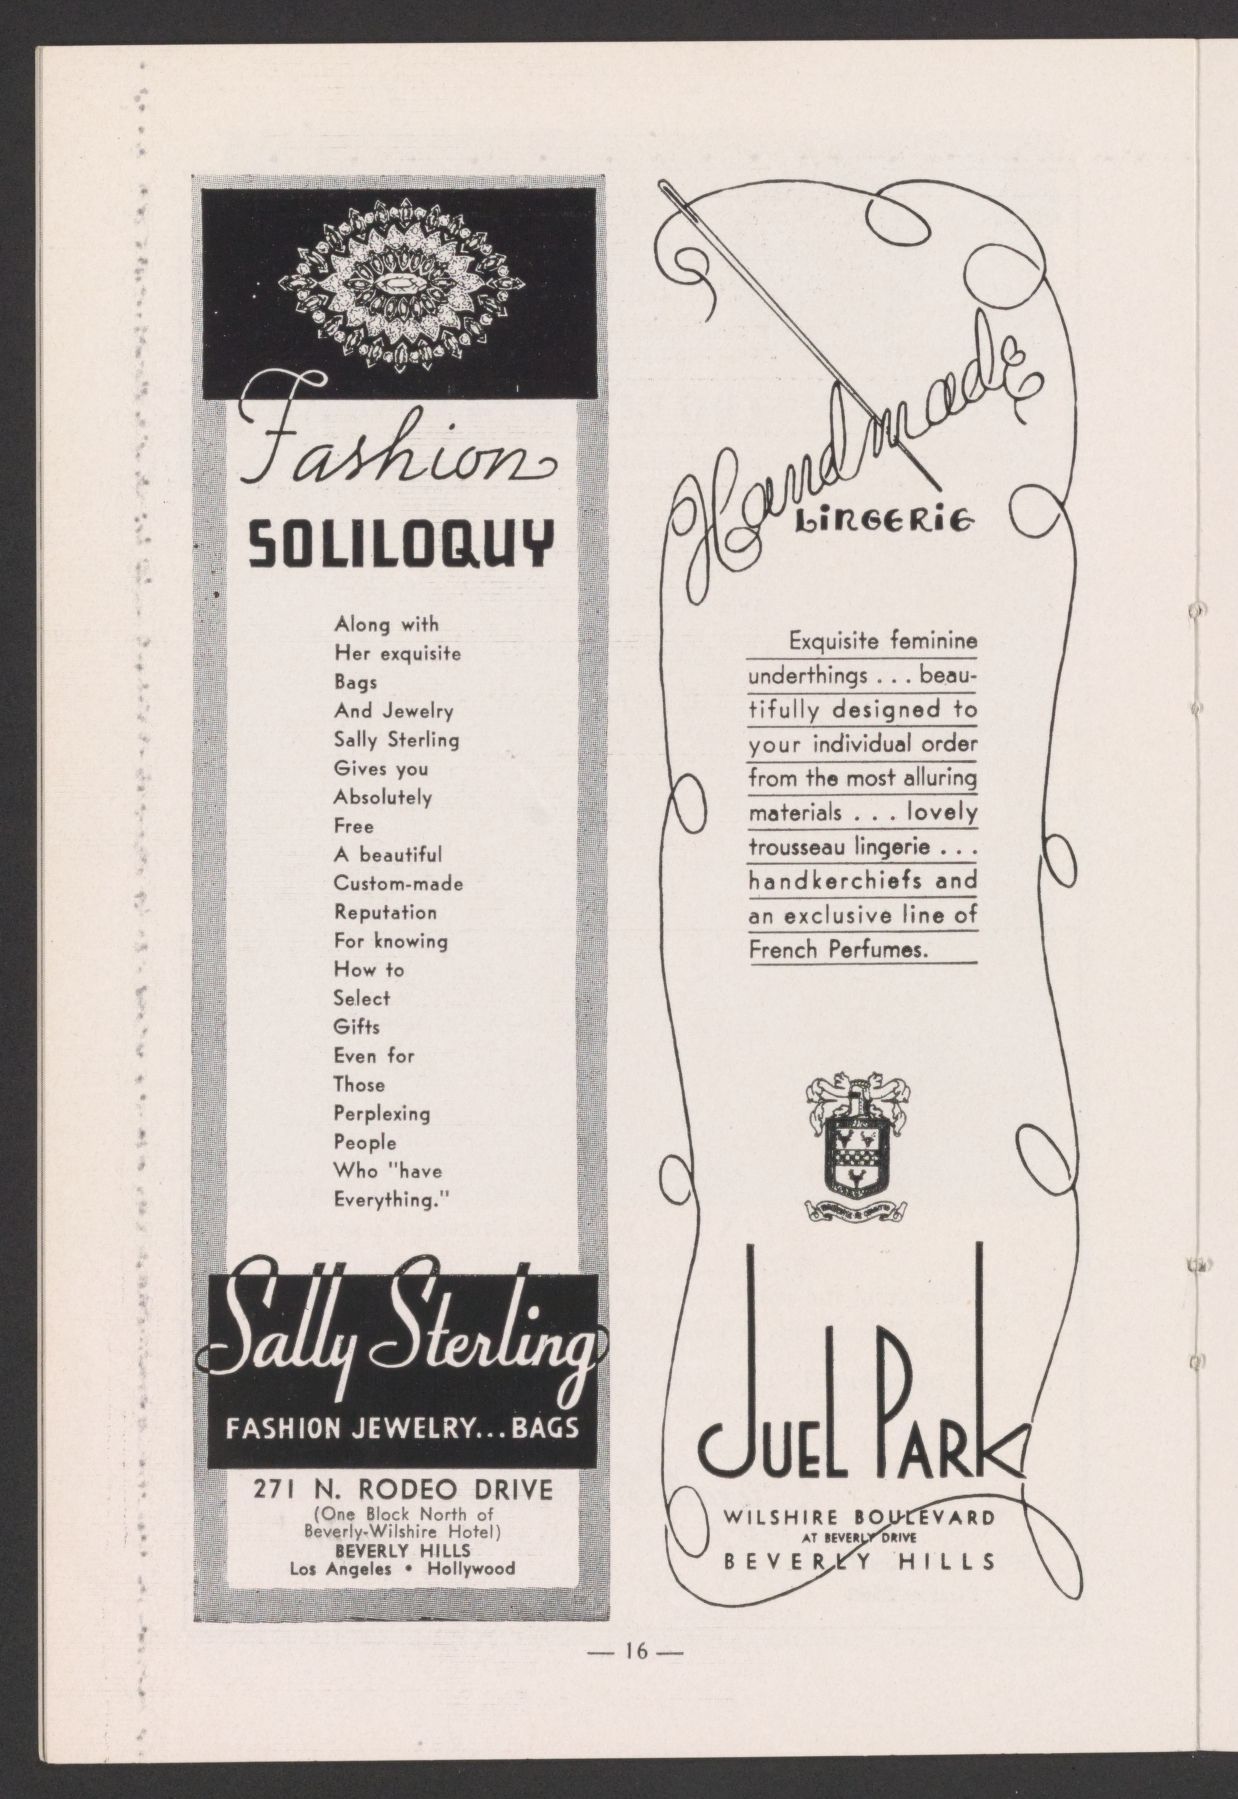 Fashion
SOLILOQUY
Along with
Her exquisite
Bags
And Jewelry
Sally Sterling
Gives you
Absolutely
Free
A beautiful
Custom-made
Reputation
For knowing
How to
Select
Gifts
Even for
Those
Perplexing
People
Who "have
Everything."
Sally Sterling
FASHION JEWELRY...BAGS
271 N. RODEO DRIVE
(One Block North of
Beverly-Wilshire Hotel)
BEVERLY HILLS
Los Angeles • Hollywood
Handmade
LINGERIE
Exquisite feminine
underthings . . . beau-
tifully designed to
your individual order
from the most alluring
materials . . . lovely
trousseau lingerie . . .
handkerchiefs and
an exclusive line of
French Perfumes.
JUEL PARK
WILSHIRE BOULEVARD
AT BEVERLY DRIVE
BEVERLY HILLS
— 16 —